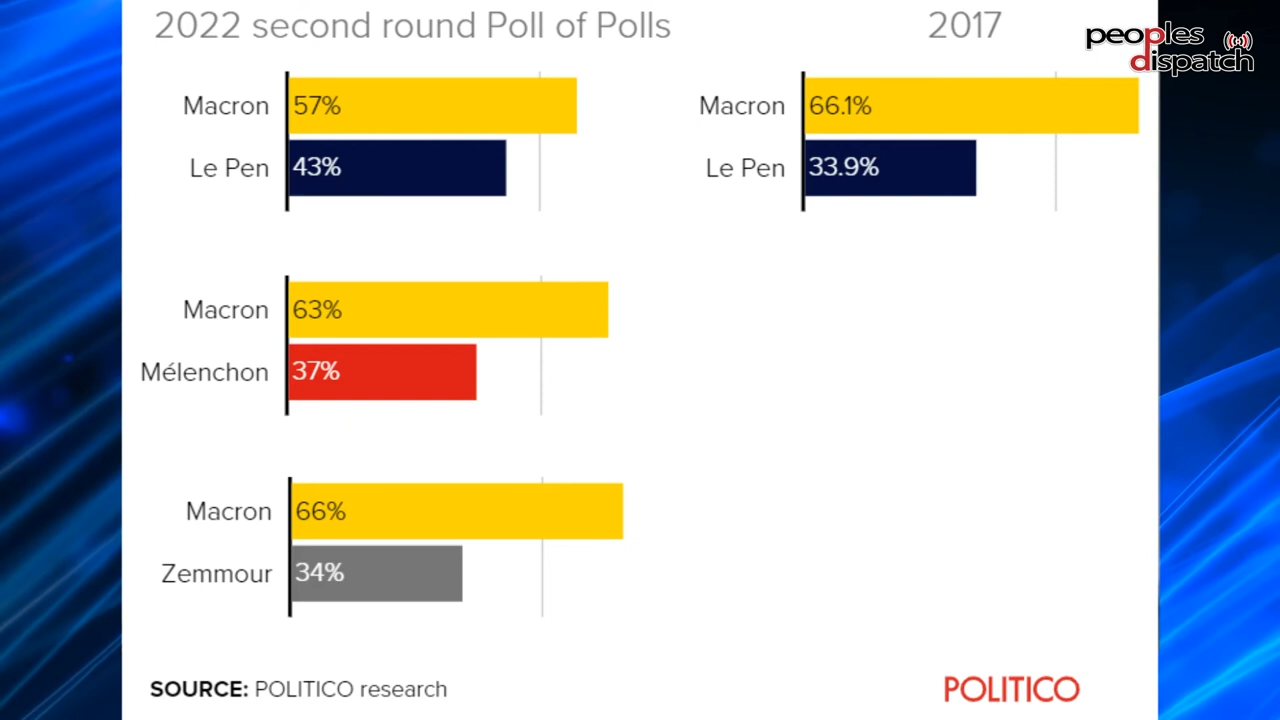 2022 second round Poll of Polls
2017
peoples
dispatch
Macron 57%
Le Pen 43%
Macron 66.1%
Le Pen 33.9%
Macron 63%
Mélenchon 37%
Macron 66%
Zemmour 34%
SOURCE: POLITICO research
POLITICO